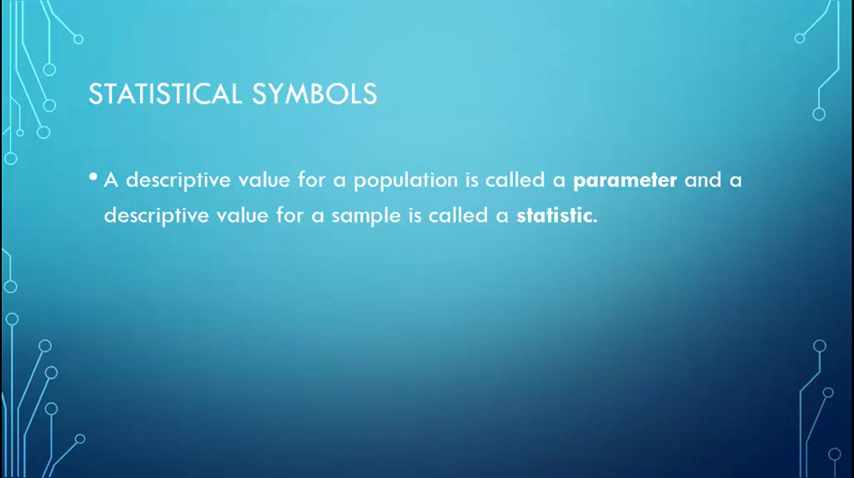 STATISTICAL SYMBOLS
• A descriptive value for a population is called a parameter and a
descriptive value for a sample is called a statistic.